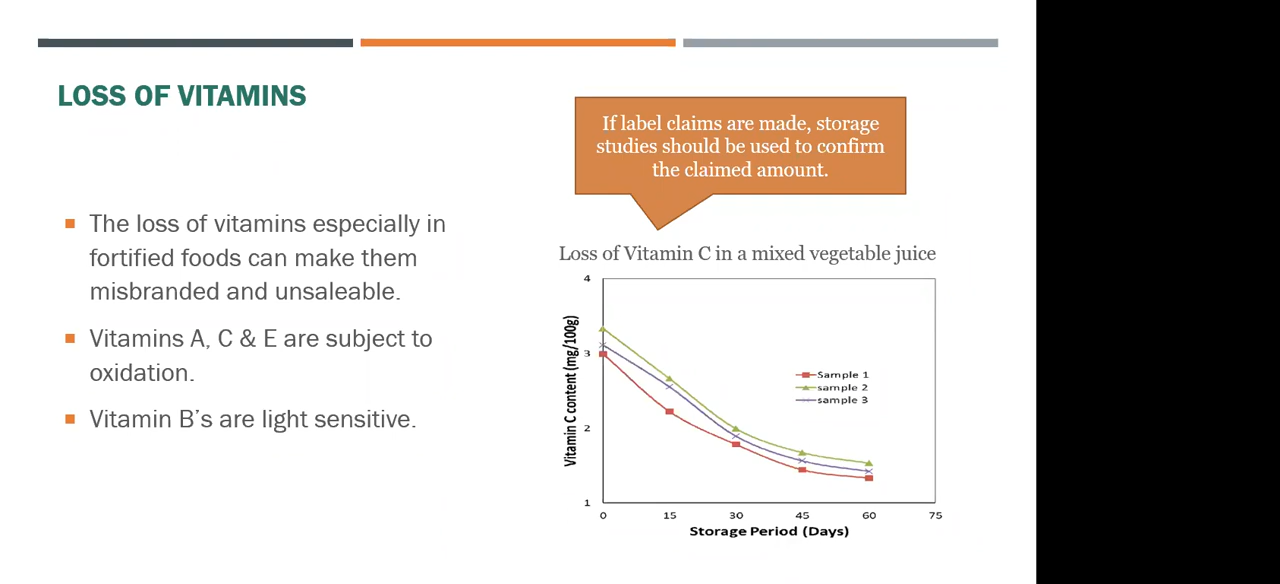 LOSS OF VITAMINS
If label claims are made, storage
studies should be used to confirm
the claimed amount.
The loss of vitamins especially in
fortified foods can make them
misbranded and unsaleable.
Vitamins A, C & E are subject to
oxidation.
Vitamin B's are light sensitive.
Loss of Vitamin C in a mixed vegetable juice
Vitamin C content (mg/100g)
4
3
2
1
Sample 1
sample 2
sample 3
0 15 30 45 60 75
Storage Period (Days)